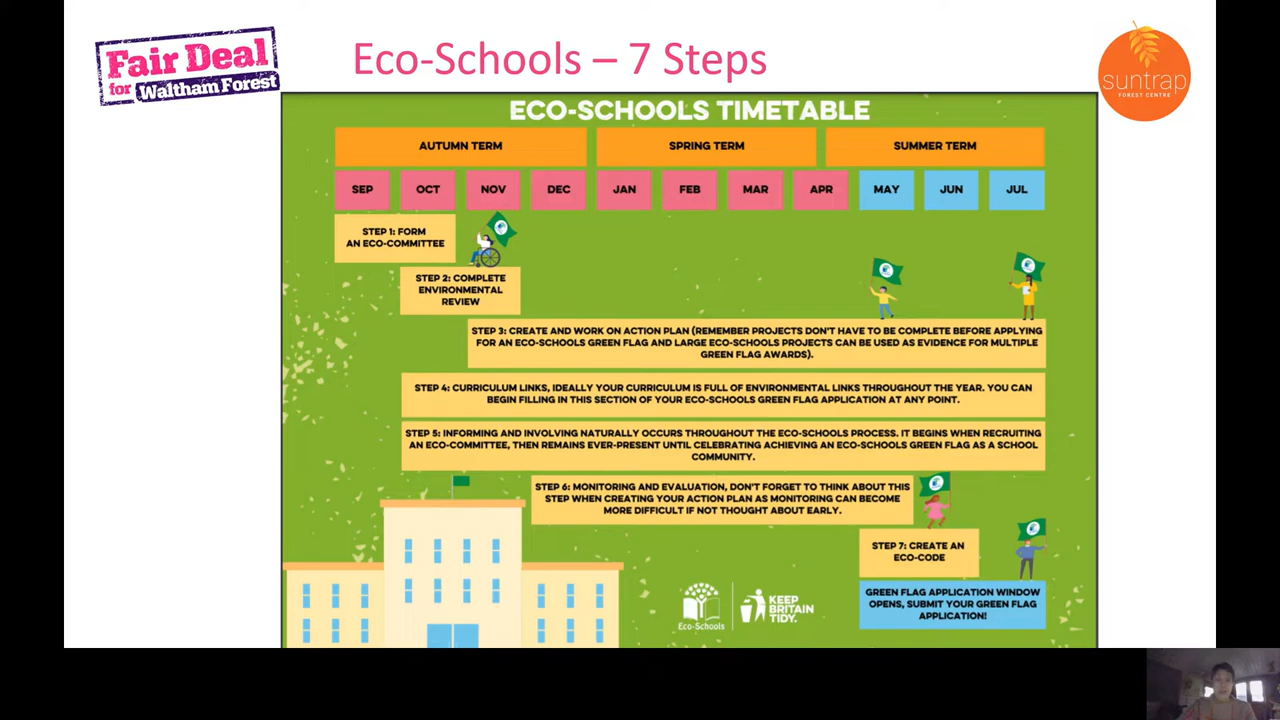 Fair Deal
for Waltham Forest
Eco-Schools – 7 Steps
suntrap
FOREST CENTRE
ECO-SCHOOLS TIMETABLE
AUTUMN TERM
SPRING TERM
SUMMER TERM
SEP
OCT
NOV
DEC
JAN
FEB
MAR
APR
MAY
JUN
JUL
STEP 1: FORM
AN ECO-COMMITTEE
STEP 2: COMPLETE
ENVIRONMENTAL
REVIEW
STEP 3: CREATE AND WORK ON ACTION PLAN (REMEMBER PROJECTS DON'T HAVE TO BE COMPLETE BEFORE APPLYING
FOR AN ECO-SCHOOLS GREEN FLAG AND LARGE ECO-SCHOOLS PROJECTS CAN BE USED AS EVIDENCE FOR MULTIPLE
GREEN FLAG AWARDS).
STEP 4: CURRICULUM LINKS, IDEALLY YOUR CURRICULUM IS FULL OF ENVIRONMENTAL LINKS THROUGHOUT THE YEAR. YOU CAN
BEGIN FILLING IN THIS SECTION OF YOUR ECO-SCHOOLS GREEN FLAG APPLICATION AT ANY POINT.
STEP 5: INFORMING AND INVOLVING NATURALLY OCCURS THROUGHOUT THE ECO-SCHOOLS PROCESS. IT BEGINS WHEN RECRUITING
AN ECO-COMMITTEE, THEN REMAINS EVER-PRESENT UNTIL CELEBRATING ACHIEVING AN ECO-SCHOOLS GREEN FLAG AS A SCHOOL
COMMUNITY.
STEP 6: MONITORING AND EVALUATION, DON'T FORGET TO THINK ABOUT THIS
STEP WHEN CREATING YOUR ACTION PLAN AS MONITORING CAN BECOME
MORE DIFFICULT IF NOT THOUGHT ABOUT EARLY.
STEP 7: CREATE AN
ECO-CODE
GREEN FLAG APPLICATION WINDOW
OPENS, SUBMIT YOUR GREEN FLAG
APPLICATION!
Eco-Schools
KEEP
BRITAIN
TIDY.